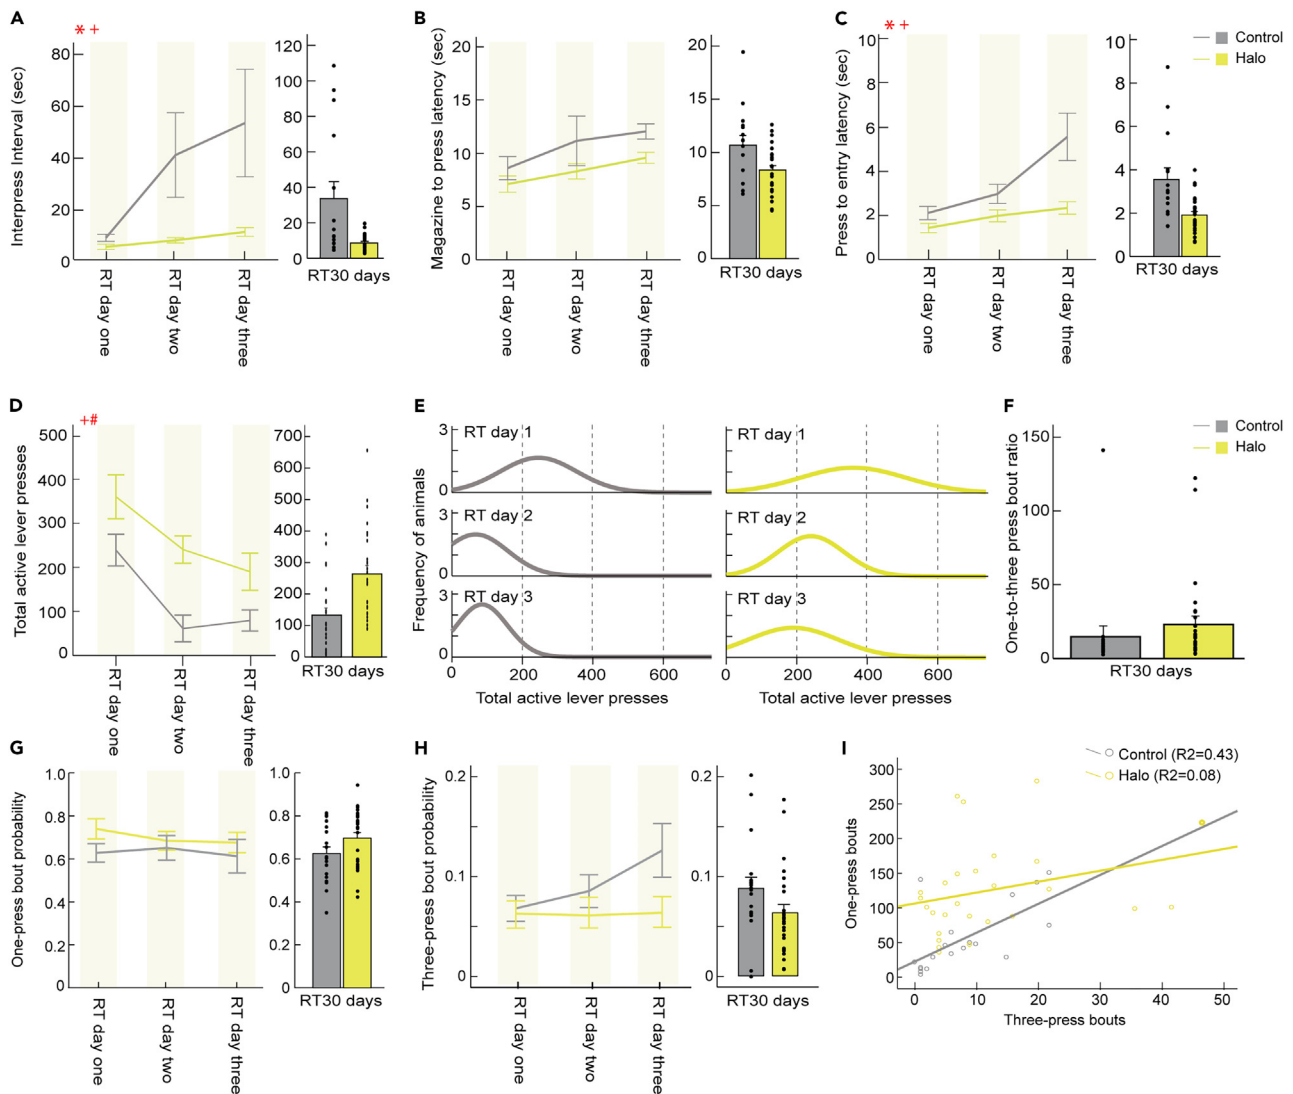 A
* +
Interpress Interval (sec)
80
60
40
20
0
RT day one
RT day two
RT day three
120
100
80
60
40
20
0
RT30 days
B
Magazine to press latency (sec)
20
15
10
5
0
RT day one
RT day two
RT day three
20
15
10
5
0
RT30 days
C
* +
Press to entry latency (sec)
10
8
6
4
2
0
RT day one
RT day two
RT day three
10
8
6
4
2
0
RT30 days
Control
Halo
D
+#
Total active lever presses
500
400
300
200
100
0
RT day one
RT day two
RT day three
700
600
500
400
300
200
100
0
RT30 days
E
Frequency of animals
3
0
RT day 1
3
0
RT day 2
3
0
RT day 3
0
200
400
600
Total active lever presses
RT day 1
RT day 2
RT day 3
0
200
400
600
Total active lever presses
F
One-to-three press bout ratio
150
100
50
0
RT30 days
Control
Halo
G
One-press bout probability
1.0
0.8
0.6
0.4
0.2
0
RT day one
RT day two
RT day three
1.0
0.8
0.6
0.4
0.2
0
RT30 days
H
Three-press bout probability
0.2
0.1
0
RT day one
RT day two
RT day three
0.2
0.1
0
RT30 days
I
Control (R2=0.43)
Halo (R2=0.08)
One-press bouts
300
250
200
150
100
50
0
0
10
20
30
40
50
Three-press bouts